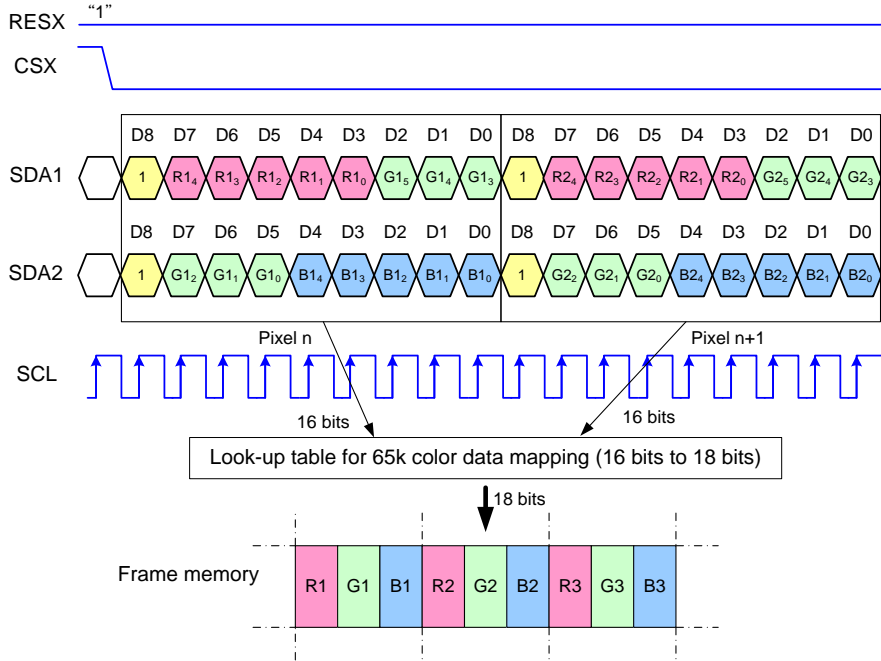 RESX “1”
CSX
D8 D7 D6 D5 D4 D3 D2 D1 D0 D8 D7 D6 D5 D4 D3 D2 D1 D0
SDA1 1 R1₄ R1₃ R1₂ R1₁ R1₀ G1₅ G1₄ G1₃ 1 R2₄ R2₃ R2₂ R2₁ R2₀ G2₅ G2₄ G2₃
D8 D7 D6 D5 D4 D3 D2 D1 D0 D8 D7 D6 D5 D4 D3 D2 D1 D0
SDA2 1 G1₂ G1₁ G1₀ B1₄ B1₃ B1₂ B1₁ B1₀ 1 G2₂ G2₁ G2₀ B2₄ B2₃ B2₂ B2₁ B2₀
Pixel n Pixel n+1
SCL
16 bits 16 bits
Look-up table for 65k color data mapping (16 bits to 18 bits)
18 bits
Frame memory R1 G1 B1 R2 G2 B2 R3 G3 B3